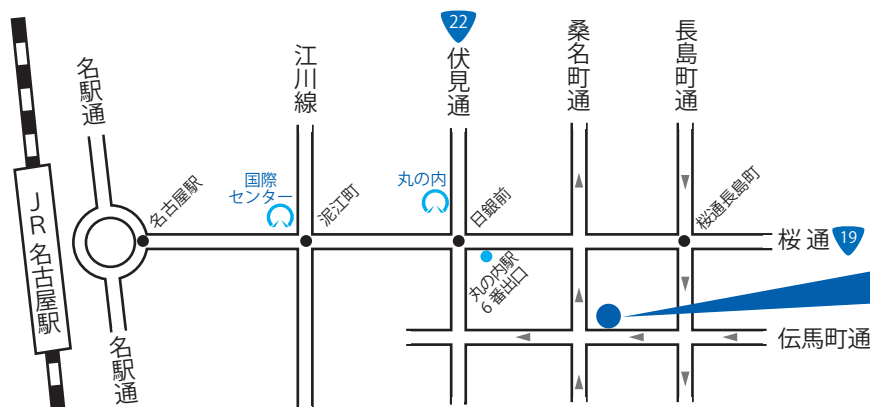 22
名駅通
江川線
伏見通
桑名町通
長島町通
国際
センター
丸の内
名古屋駅
泥江町
日銀前
桜通長島町
桜通
19
丸の内駅
6番出口
JR名古屋駅
名駅通
伝馬町通